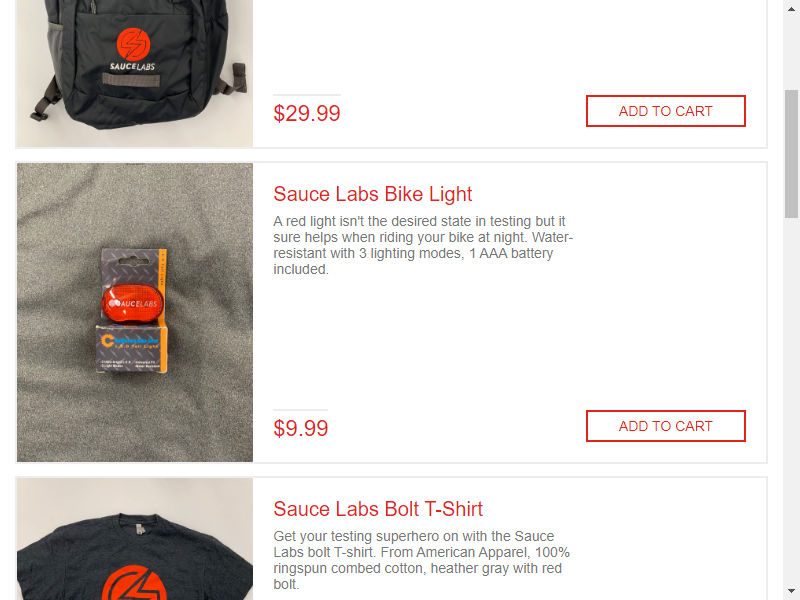 SAUCELABS
$29.99
ADD TO CART
Sauce Labs Bike Light
A red light isn't the desired state in testing but it
sure helps when riding your bike at night. Water-
resistant with 3 lighting modes, 1 AAA battery
included.
SAUCELABS
$9.99
ADD TO CART
Sauce Labs Bolt T-Shirt
Get your testing superhero on with the Sauce
Labs bolt T-shirt. From American Apparel, 100%
ringspun combed cotton, heather gray with red
bolt.